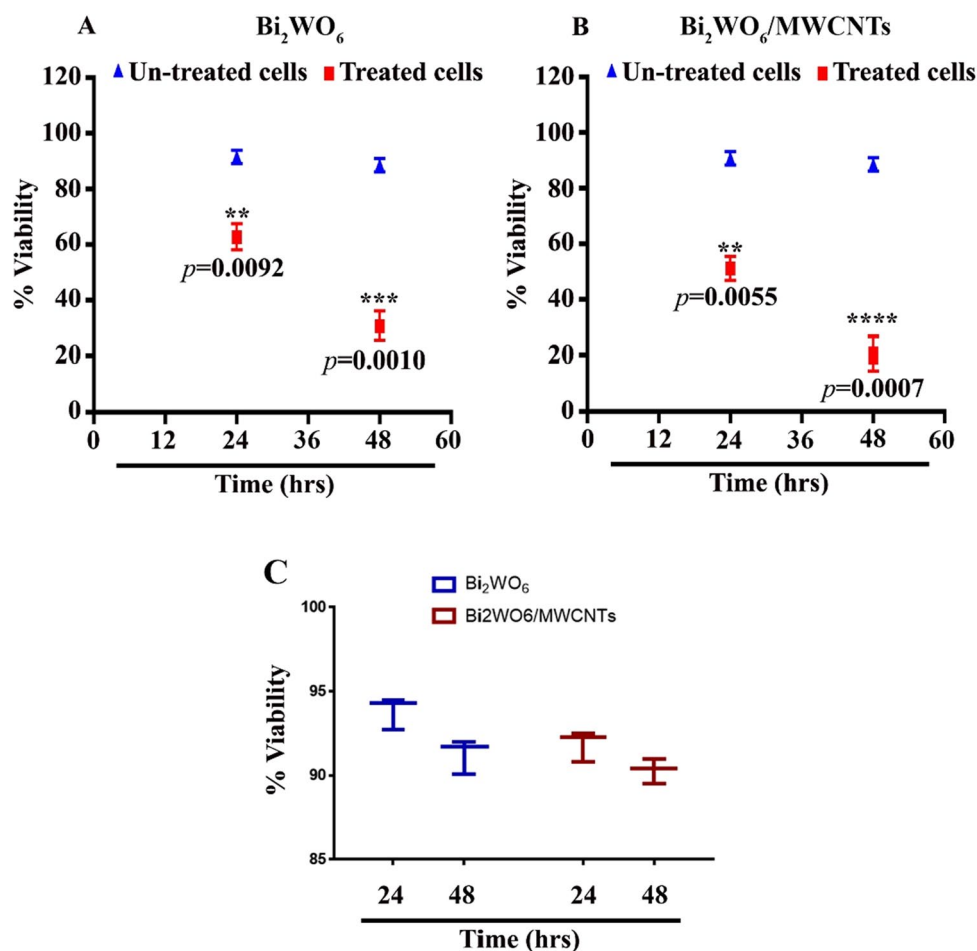 A
Bi₂WO₆
▲ Un-treated cells ■ Treated cells
120
100
80
60
40
20
0
% Viability
**
p=0.0092
***
p=0.0010
0 12 24 36 48 60
Time (hrs)
B
Bi₂WO₆/MWCNTs
▲ Un-treated cells ■ Treated cells
120
100
80
60
40
20
0
% Viability
**
p=0.0055
****
p=0.0007
0 12 24 36 48 60
Time (hrs)
C
Bi₂WO₆
Bi2WO6/MWCNTs
100
95
90
85
% Viability
24 48 24 48
Time (hrs)